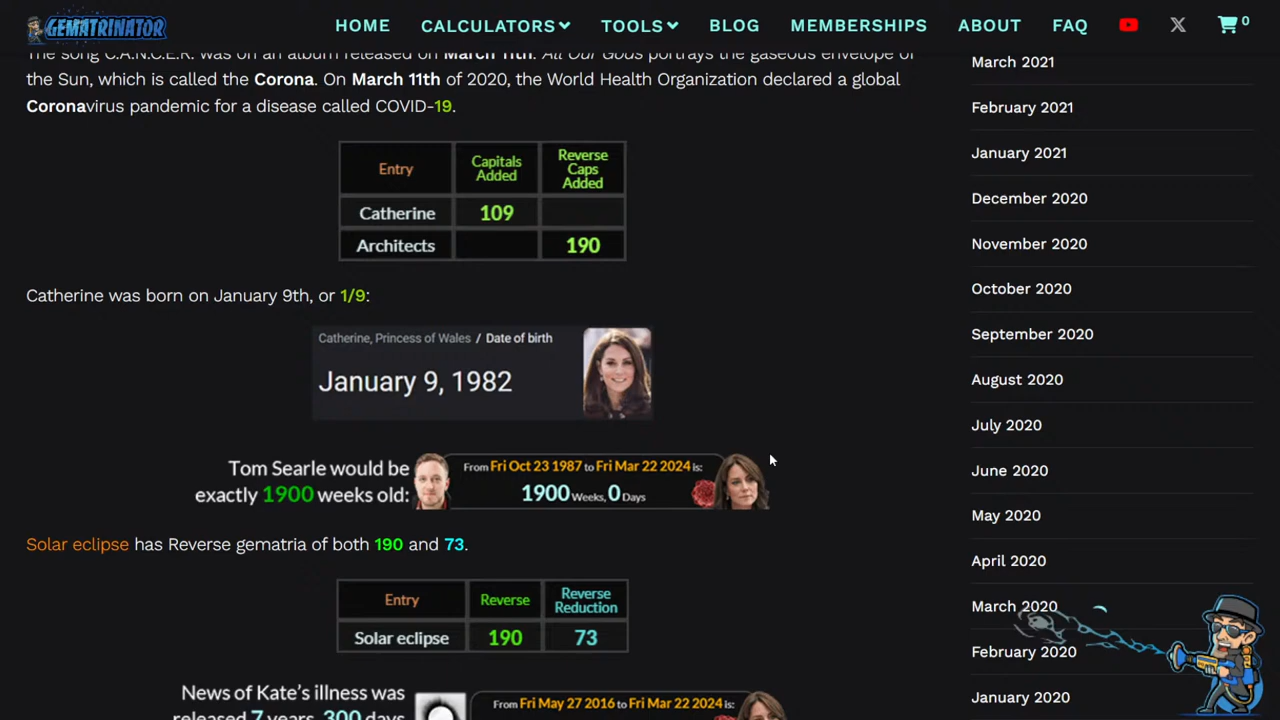 GEMATRINATOR
HOME
CALCULATORS
TOOLS
BLOG
MEMBERSHIPS
ABOUT
FAQ
0
The song C.A.N.C.E.R. was on an album released on March 11th. All Our Gods portrays the gaseous envelope of
the Sun, which is called the Corona. On March 11th of 2020, the World Health Organization declared a global
Coronavirus pandemic for a disease called COVID-19.
Entry
Capitals Added
Reverse Caps Added
Catherine 109
Architects 190
Catherine was born on January 9th, or 1/9:
Catherine, Princess of Wales / Date of birth
January 9, 1982
Tom Searle would be
exactly 1900 weeks old:
From Fri Oct 23 1987 to Fri Mar 22 2024 is:
1900 Weeks, 0 Days
Solar eclipse has Reverse gematria of both 190 and 73.
Entry
Reverse
Reverse Reduction
Solar eclipse 190 73
News of Kate's illness was
released 7 years, 300 days
From Fri May 27 2016 to Fri Mar 22 2024 is:
March 2021
February 2021
January 2021
December 2020
November 2020
October 2020
September 2020
August 2020
July 2020
June 2020
May 2020
April 2020
March 2020
February 2020
January 2020